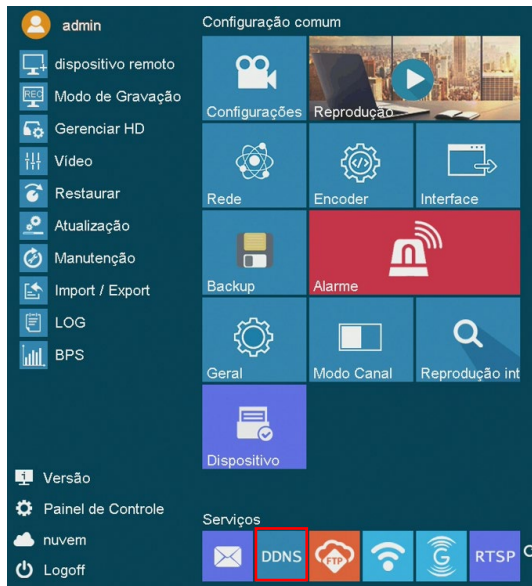 admin
dispositivo remoto
REC
Modo de Gravação
Gerenciar HD
Vídeo
Restaurar
Atualização
Manutenção
Import / Export
LOG
BPS
Versão
Painel de Controle
nuvem
Logoff
Configuração comum
Configurações
Reprodução
Rede
Encoder
Interface
Backup
Alarme
Geral
Modo Canal
Reprodução int
Dispositivo
Serviços
DDNS
FTP
G
RTSP